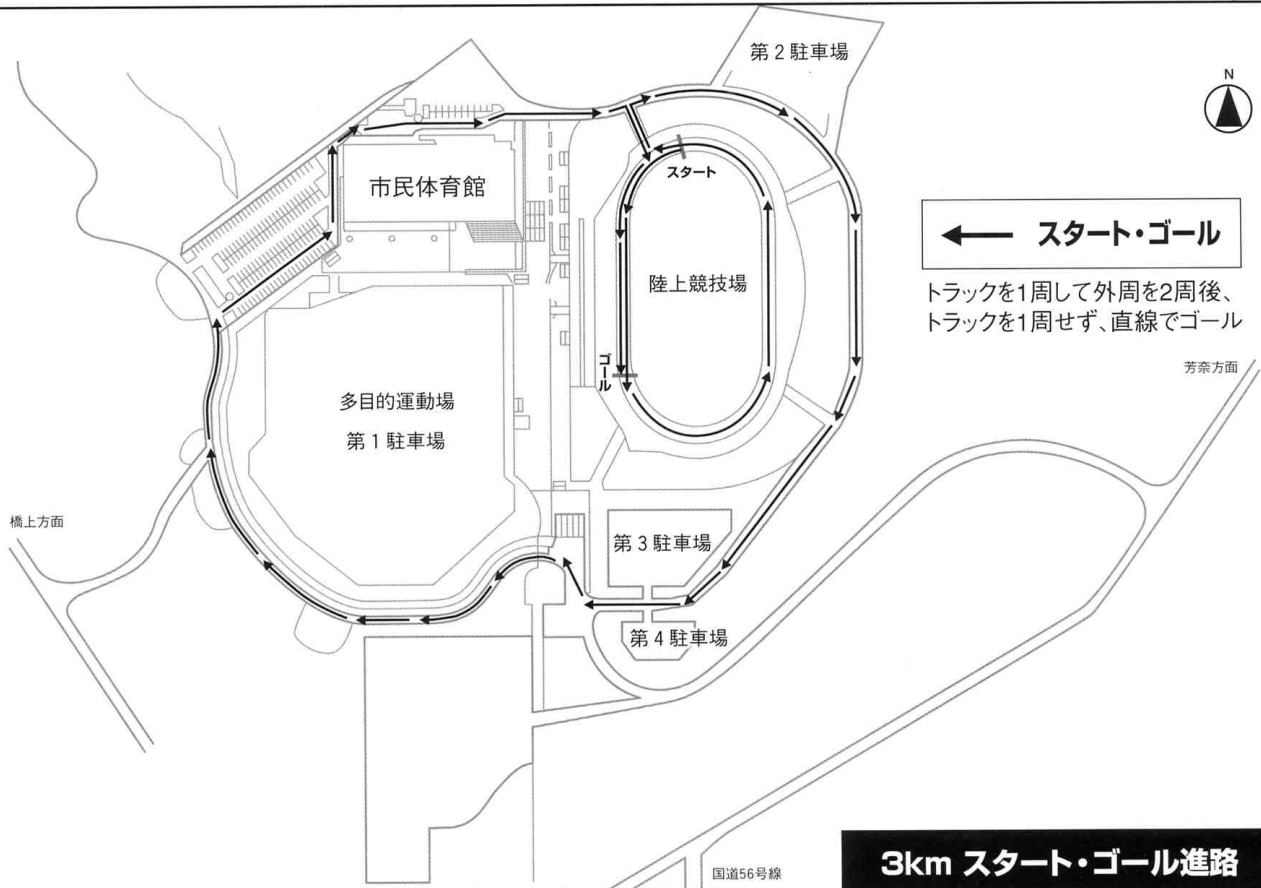 第2駐車場
N
スタート
市民体育館
スタート・ゴール
陸上競技場
トラックを1周して外周を2周後、
トラックを1周せず、直線でゴール
ゴール
芳奈方面
多目的運動場
第1駐車場
橋上方面
第3駐車場
第4駐車場
国道56号線
3km スタート・ゴール進路